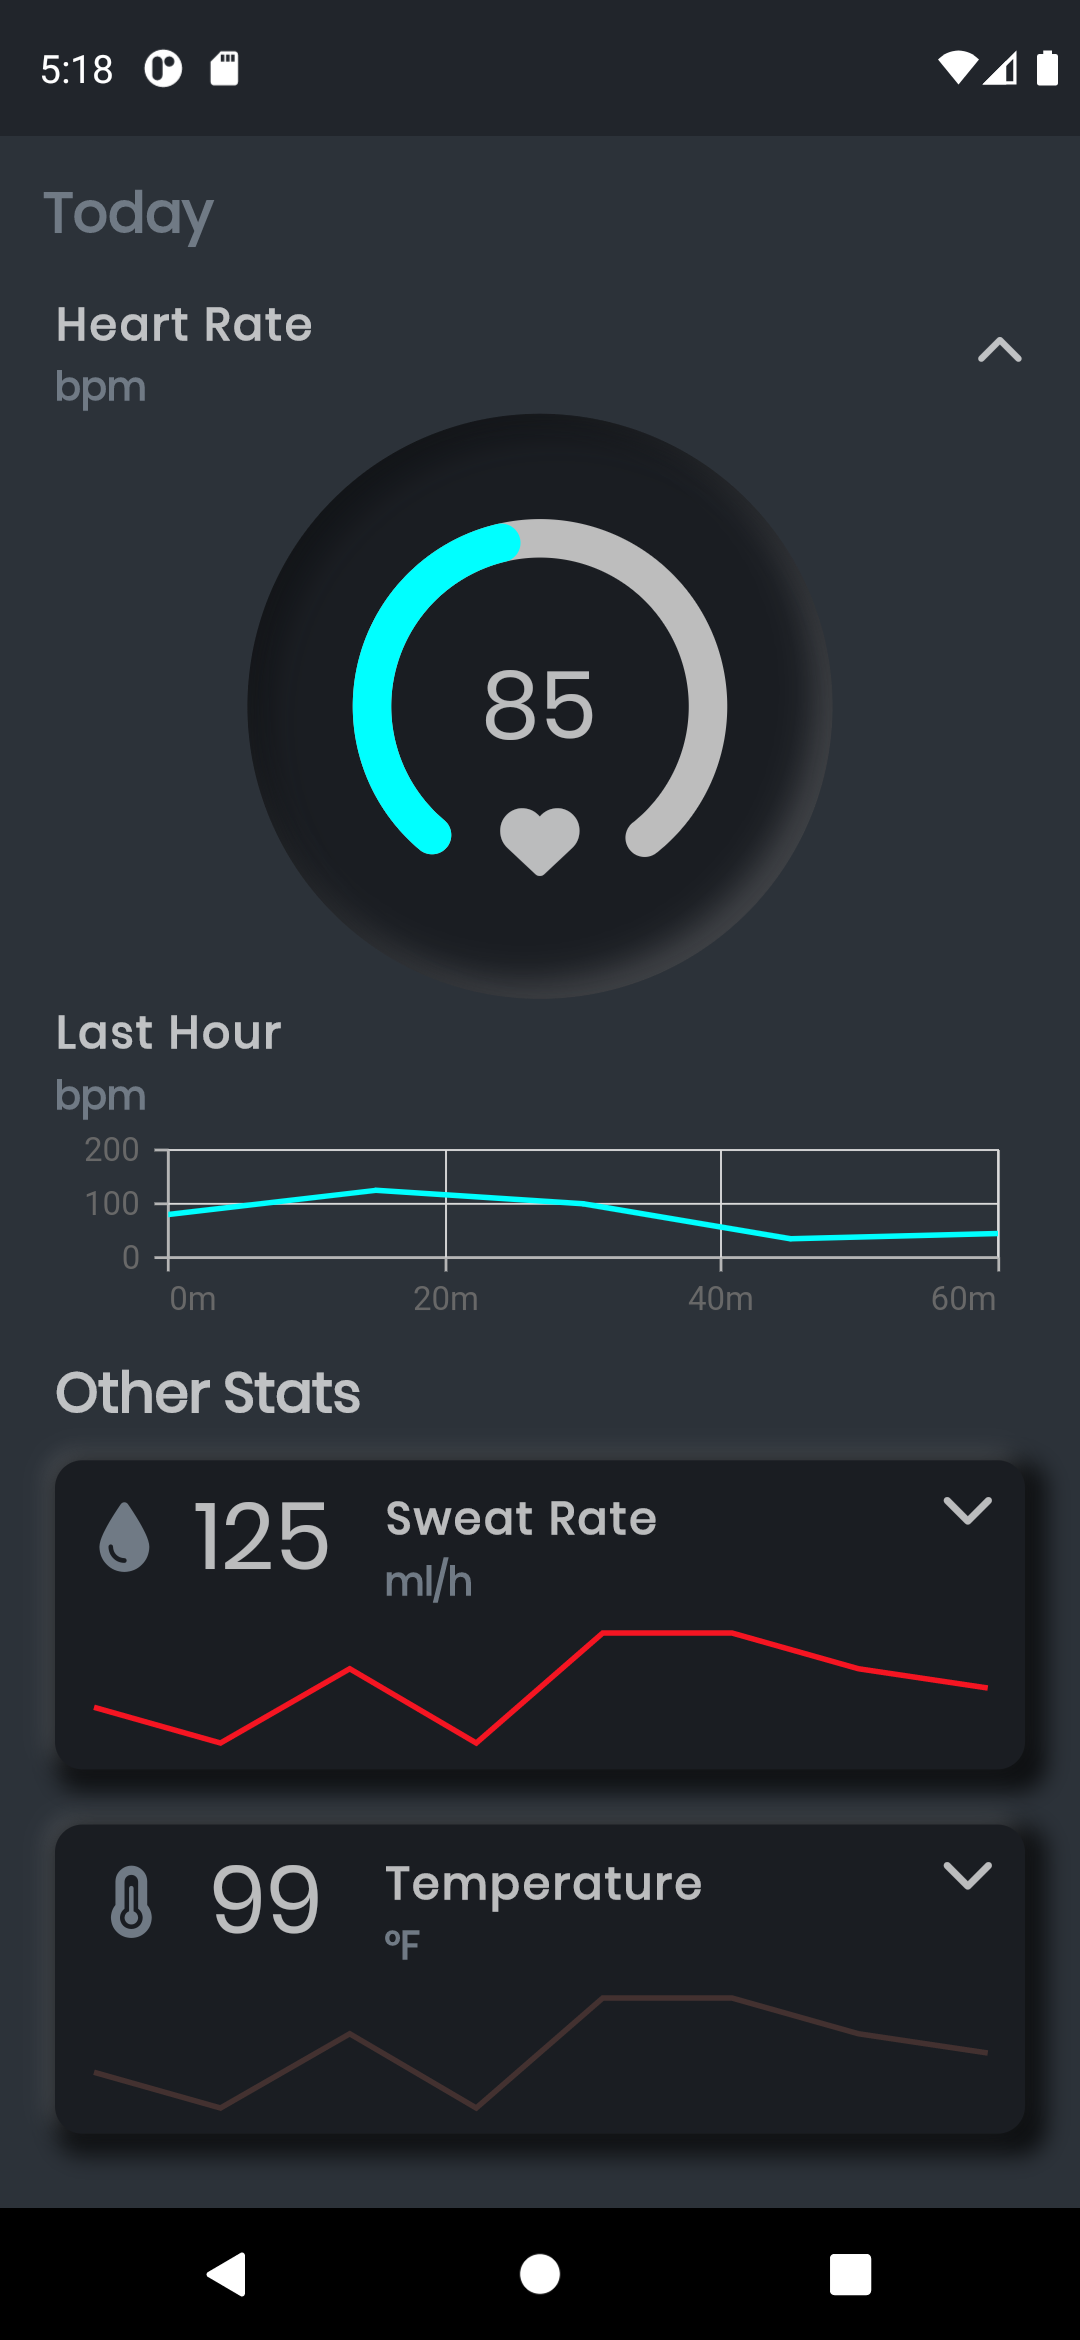 5:18
Today
Heart Rate
bpm
85
Last Hour
bpm
200
100
0
0m 20m 40m 60m
Other Stats
125 Sweat Rate
ml/h
99 Temperature
°F